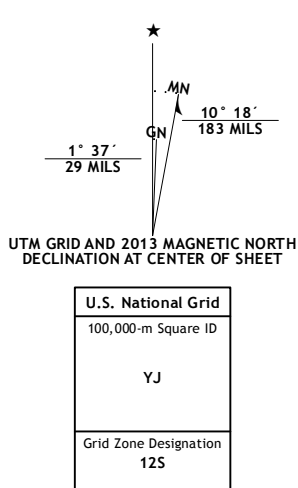 ★
MN
GN
10° 18´
183 MILS
1° 37´
29 MILS
UTM GRID AND 2013 MAGNETIC NORTH
DECLINATION AT CENTER OF SHEET
U.S. National Grid
100,000-m Square ID
YJ
Grid Zone Designation
12S